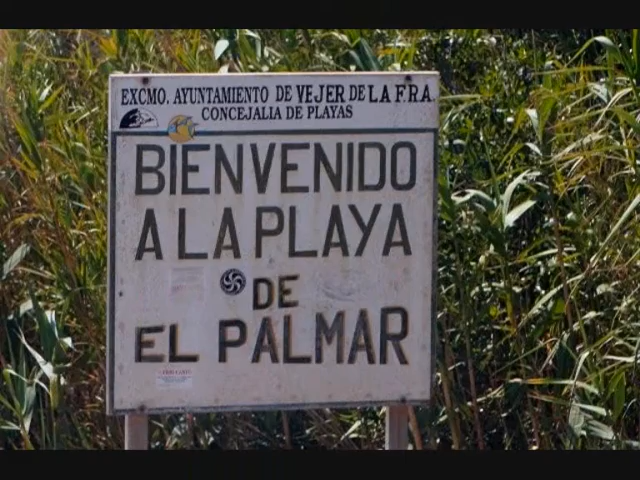 EXCMO. AYUNTAMIENTO DE VEJER DE LA FRA.
CONCEJALIA DE PLAYAS
BIENVENIDO
A LA PLAYA
DE
EL PALMAR